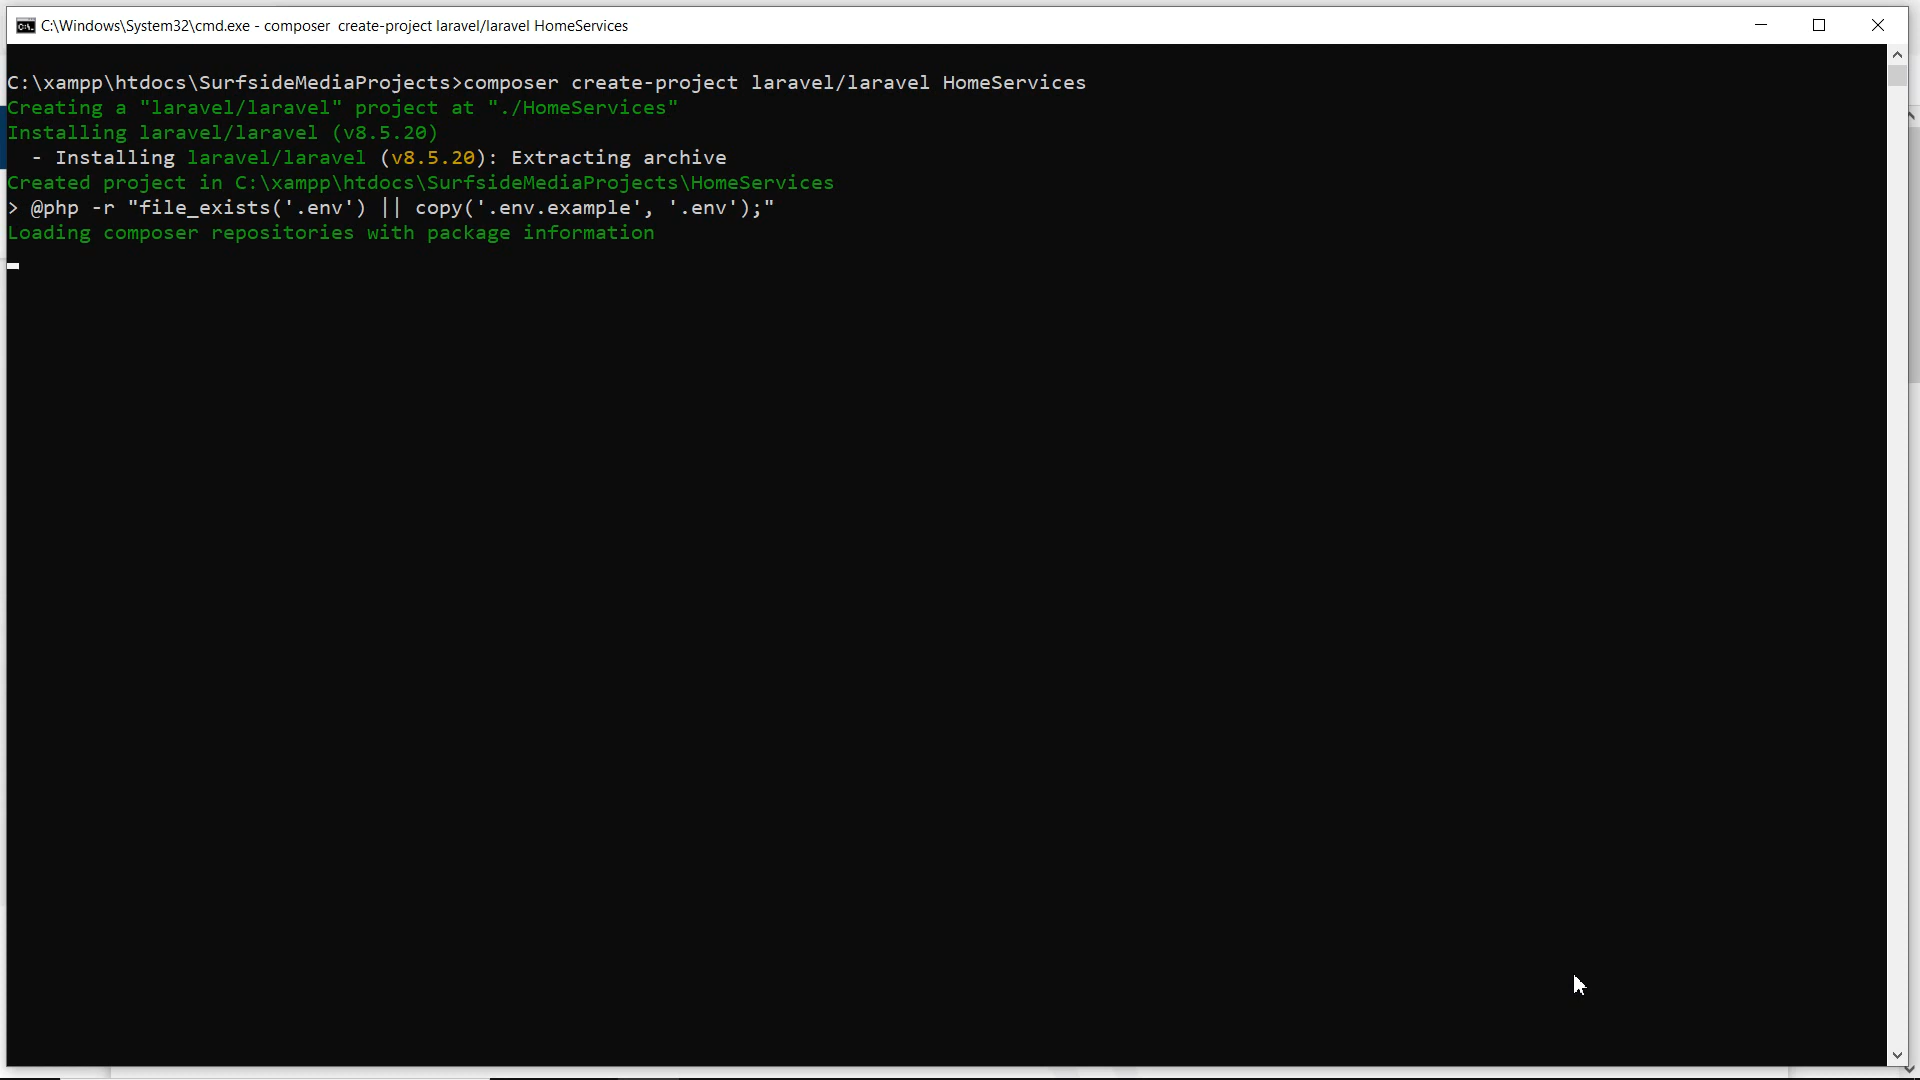 C:\Windows\System32\cmd.exe - composer  create-project laravel/laravel HomeServices
C:\xampp\htdocs\SurfsideMediaProjects>composer create-project laravel/laravel HomeServices
Creating a "laravel/laravel" project at "./HomeServices"
Installing laravel/laravel (v8.5.20)
  - Installing laravel/laravel (v8.5.20): Extracting archive
Created project in C:\xampp\htdocs\SurfsideMediaProjects\HomeServices
> @php -r "file_exists('.env') || copy('.env.example', '.env');"
Loading composer repositories with package information